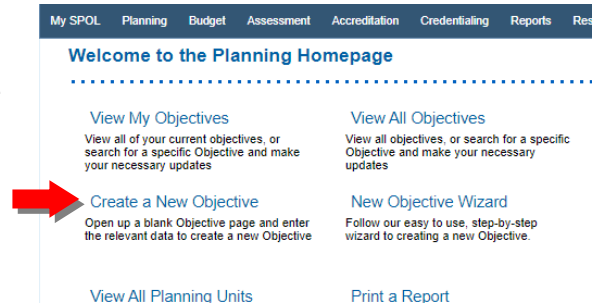 My SPOL Planning Budget Assessment Accreditation Credentialing Reports
Welcome to the Planning Homepage
View My Objectives
View all of your current objectives, or
search for a specific Objective and make
your necessary updates
View All Objectives
View all objectives, or search for a specific
Objective and make your necessary
updates
Create a New Objective
Open up a blank Objective page and enter
the relevant data to create a new Objective
New Objective Wizard
Follow our easy to use, step-by-step
wizard to creating a new Objective.
View All Planning Units
Print a Report